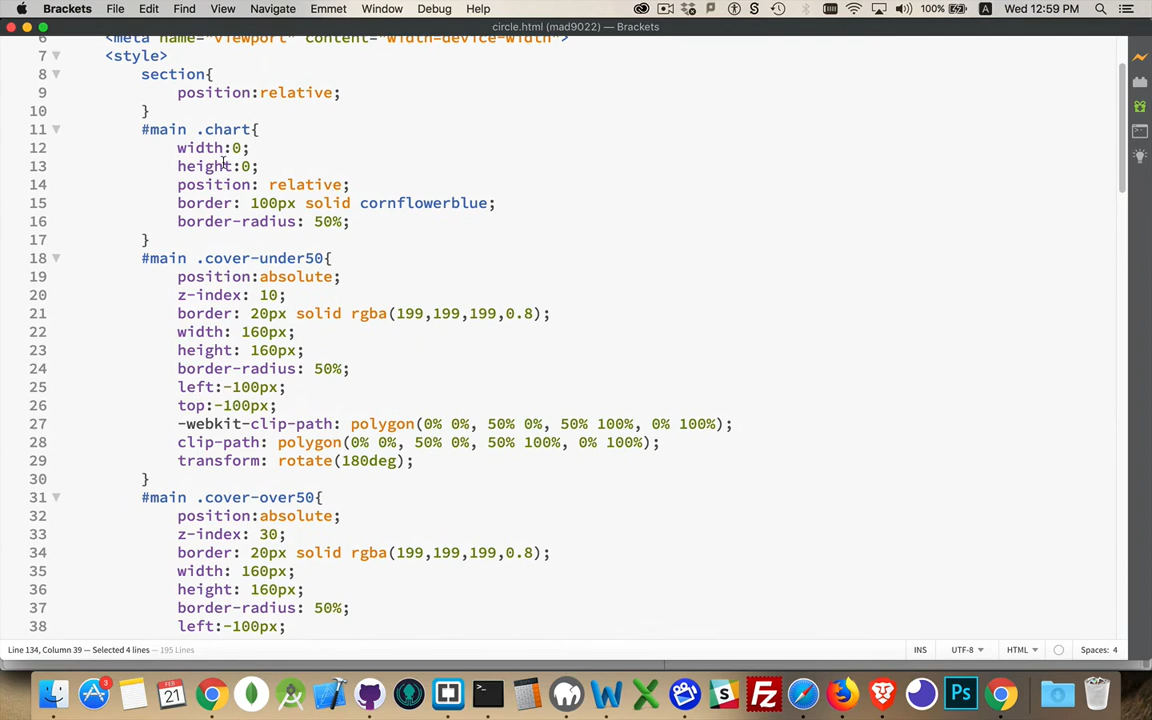 Brackets File Edit Find View Navigate Emmet Window Debug Help 100% A Wed 12:59 PM
circle.html (mad9022) — Brackets
6 <meta name="viewport" content="width=device-width">
7 <style>
8 section{
9 position:relative;
10 }
11 #main .chart{
12 width:0;
13 height:0;
14 position: relative;
15 border: 100px solid cornflowerblue;
16 border-radius: 50%;
17 }
18 #main .cover-under50{
19 position:absolute;
20 z-index: 10;
21 border: 20px solid rgba(199,199,199,0.8);
22 width: 160px;
23 height: 160px;
24 border-radius: 50%;
25 left:-100px;
26 top:-100px;
27 -webkit-clip-path: polygon(0% 0%, 50% 0%, 50% 100%, 0% 100%);
28 clip-path: polygon(0% 0%, 50% 0%, 50% 100%, 0% 100%);
29 transform: rotate(180deg);
30 }
31 #main .cover-over50{
32 position:absolute;
33 z-index: 30;
34 border: 20px solid rgba(199,199,199,0.8);
35 width: 160px;
36 height: 160px;
37 border-radius: 50%;
38 left:-100px;
Line 134, Column 39 — Selected 4 lines — 195 Lines INS UTF-8 HTML Spaces: 4
3
FEB
21
W
X
S
FZ
Ps